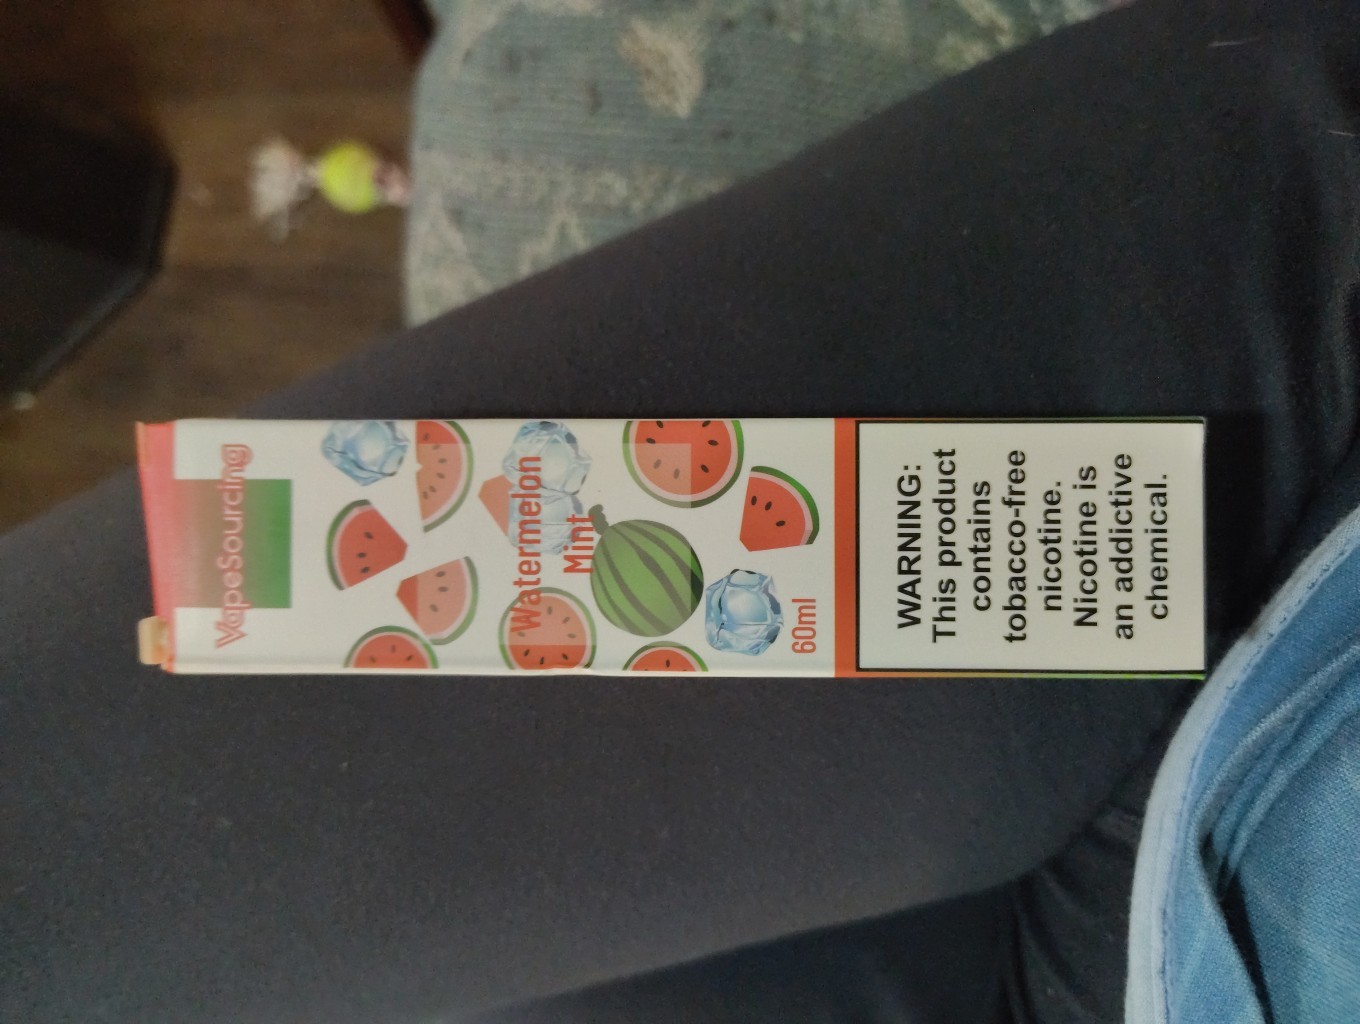 VapeSourcing
Watermelon
Mint
60ml
WARNING:
This product
contains
tobacco-free
nicotine.
Nicotine is
an addictive
chemical.